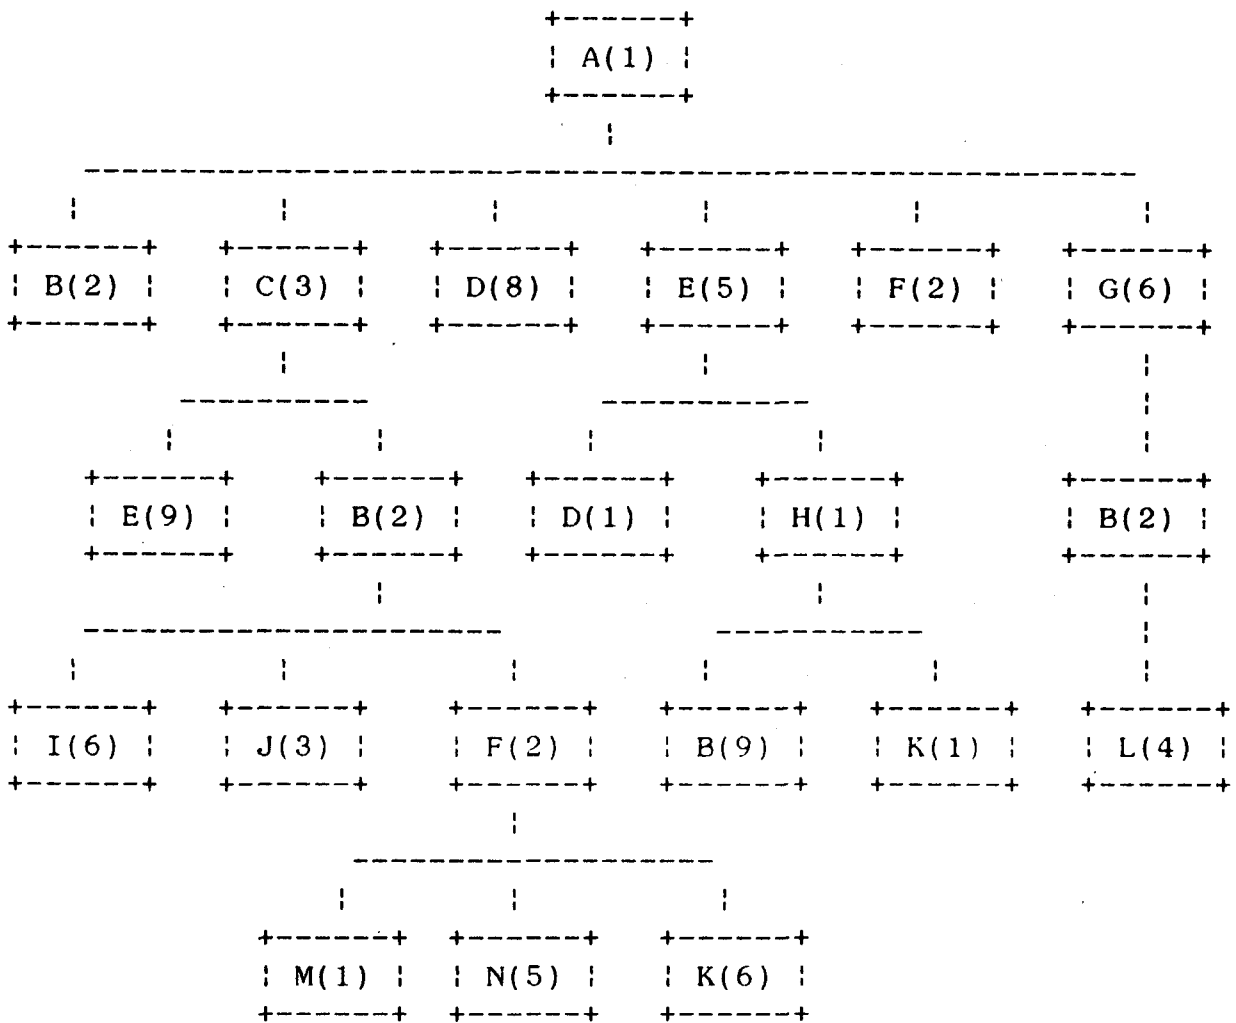 A(1)
B(2) C(3) D(8) E(5) F(2) G(6)
E(9) B(2) D(1) H(1) B(2)
I(6) J(3) F(2) B(9) K(1) L(4)
M(1) N(5) K(6)